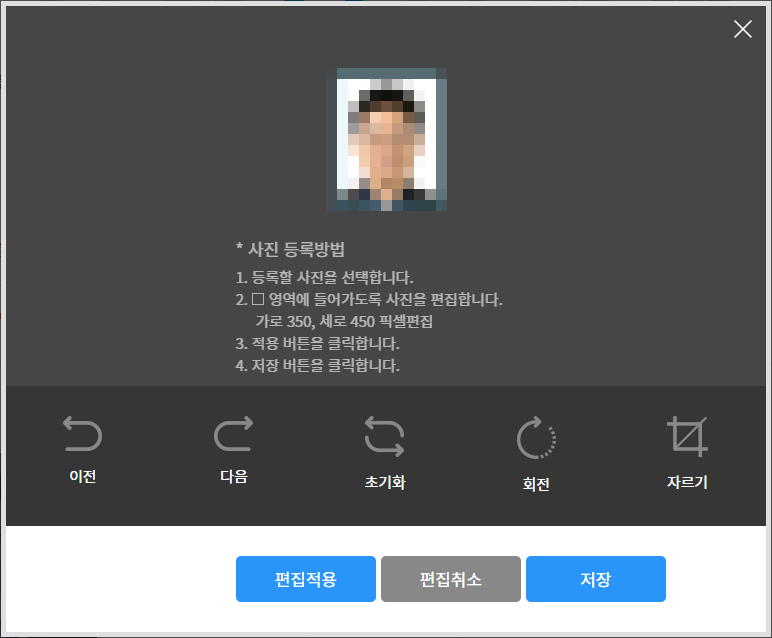 * 사진 등록방법
1. 등록할 사진을 선택합니다.
2. □ 영역에 들어가도록 사진을 편집합니다.
가로 350, 세로 450 픽셀편집
3. 적용 버튼을 클릭합니다.
4. 저장 버튼을 클릭합니다.
이전 다음 초기화 회전 자르기
편집적용 편집취소 저장